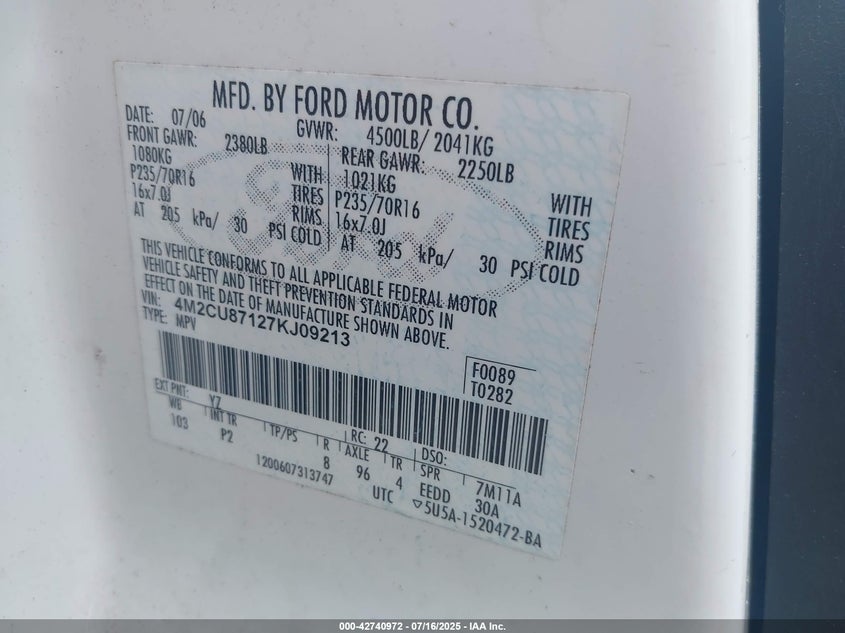 MFD. BY FORD MOTOR CO.
DATE: 07/06 GVWR: 4500LB/ 2041KG
FRONT GAWR: 2380LB REAR GAWR: 2250LB
1080KG WITH 1021KG WITH
P235/70R16 TIRES P235/70R16 TIRES
16x7.0J RIMS 16x7.0J RIMS
AT 205 kPa/ 30 PSI COLD AT 205 kPa/ 30 PSI COLD
THIS VEHICLE CONFORMS TO ALL APPLICABLE FEDERAL MOTOR
VEHICLE SAFETY AND THEFT PREVENTION STANDARDS IN
EFFECT ON THE DATE OF MANUFACTURE SHOWN ABOVE.
VIN: 4M2CU87127KJ09213
TYPE: MPV
F0089
T0282
EXT PNT: YZ RC: 22 DSO:
WB INT TR TP/PS R AXLE TR SPR
103 P2 8 96 4 EEDD 7M11A 30A
1200607313747 UTC ▽5U5A-1520472-BA
Ford
000-42740972 - 07/16/2025 - IAA Inc.